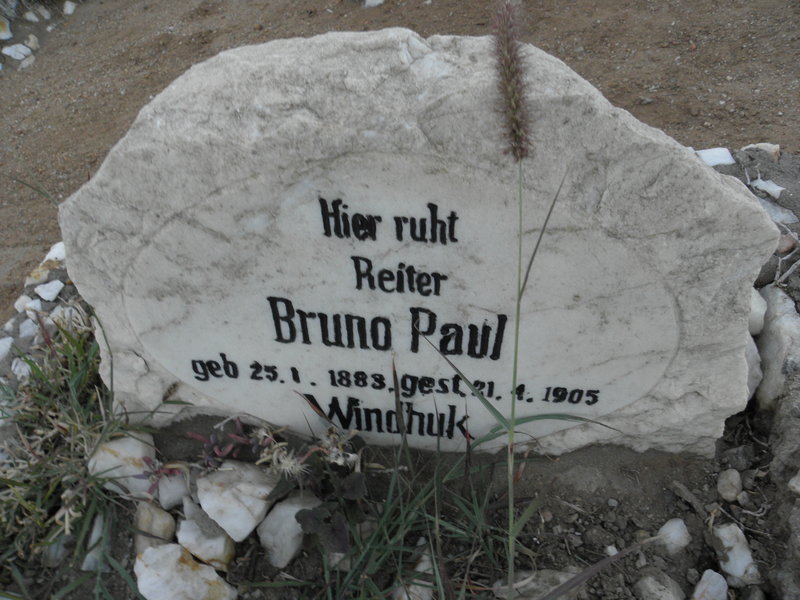 Hier ruht
Reiter
Bruno Paul
geb 25. 1. 1883, gest. 21. 4. 1905
Windhuk